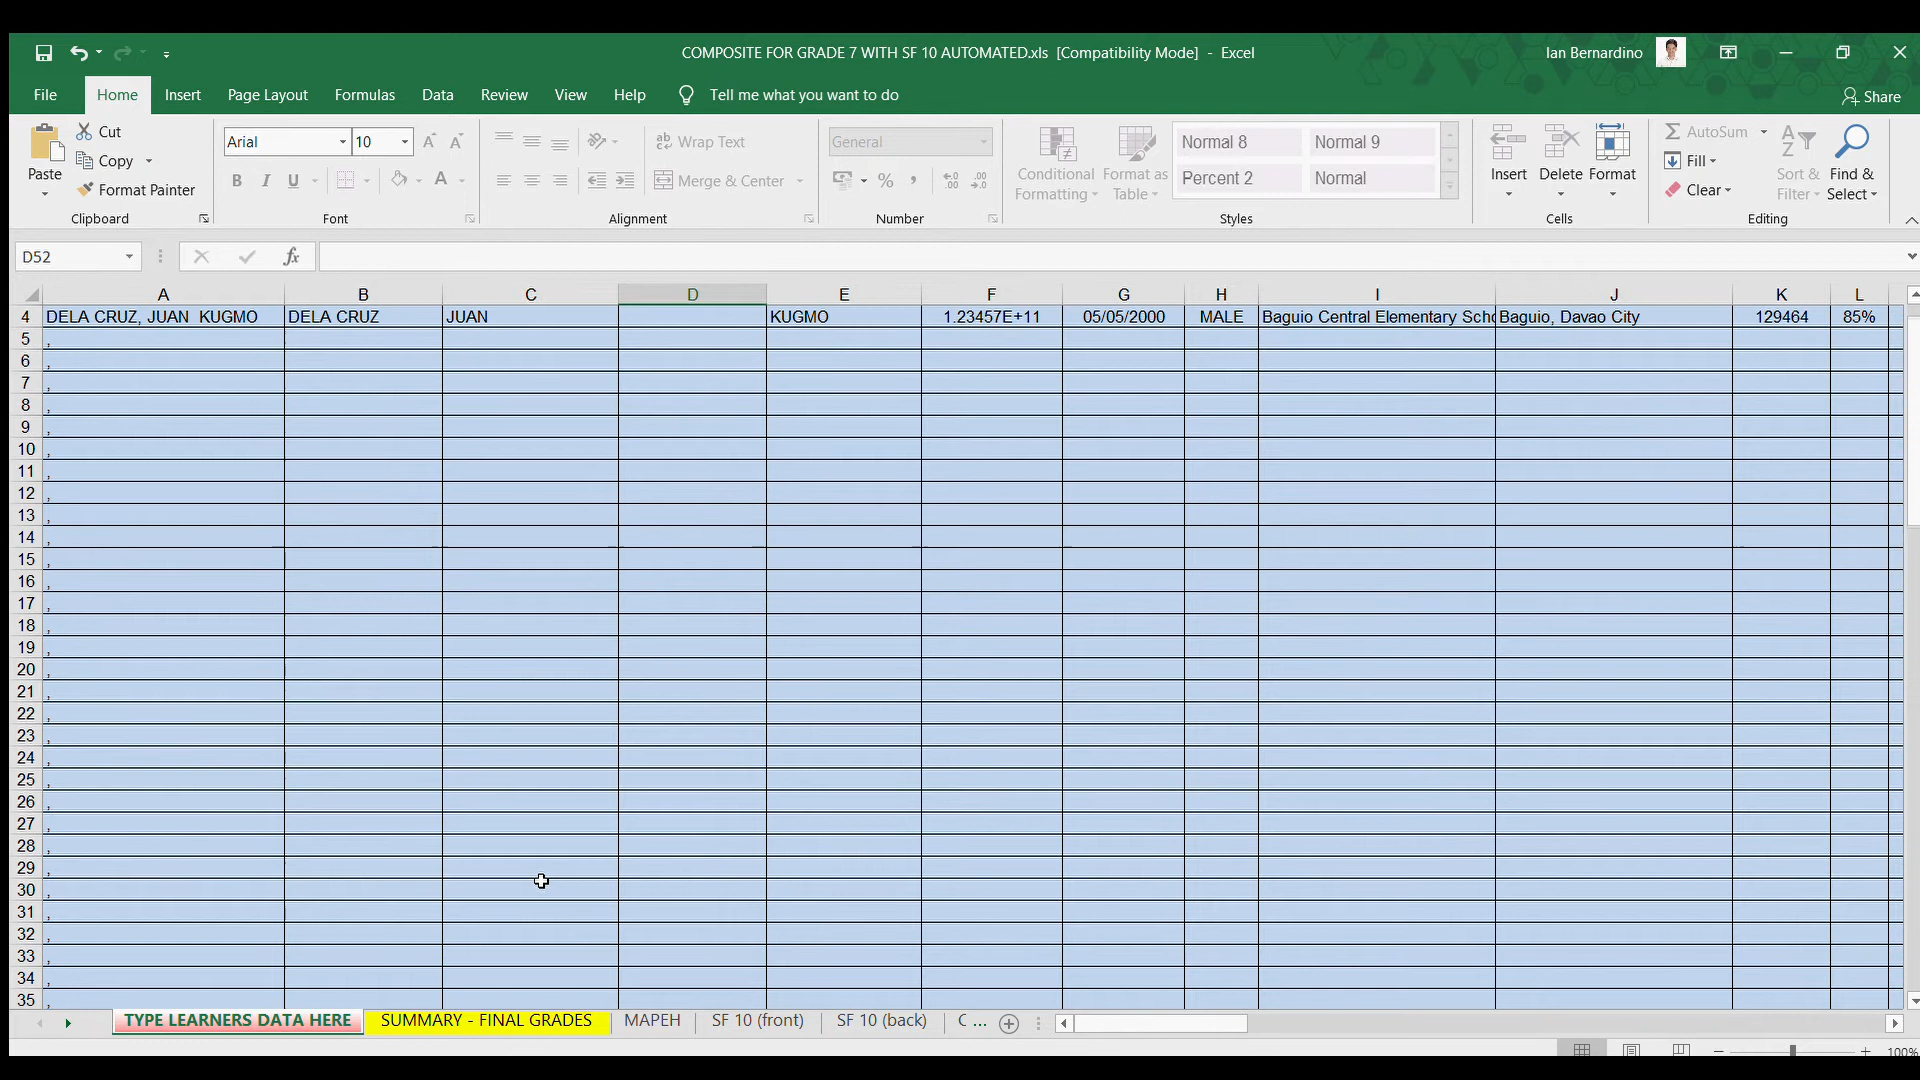 COMPOSITE FOR GRADE 7 WITH SF 10 AUTOMATED.xls [Compatibility Mode] - Excel
Ian Bernardino
File Home Insert Page Layout Formulas Data Review View Help Tell me what you want to do
Share
Paste
Cut
Copy
Format Painter
Clipboard
Arial 10
B I U
Font
Wrap Text
Merge & Center
Alignment
General
% ,
Number
Conditional Formatting
Format as Table
Normal 8 Normal 9
Percent 2 Normal
Styles
Insert Delete Format
Cells
AutoSum
Fill
Clear
Sort & Filter
Find & Select
Editing
D52 fx
A B C D E F G H I J K L
4 DELA CRUZ, JUAN KUGMO DELA CRUZ JUAN KUGMO 1.23457E+11 05/05/2000 MALE Baguio Central Elementary Scho Baguio, Davao City 129464 85%
5 ,
6 ,
7 ,
8 ,
9 ,
10 ,
11 ,
12 ,
13 ,
14 ,
15 ,
16 ,
17 ,
18 ,
19 ,
20 ,
21 ,
22 ,
23 ,
24 ,
25 ,
26 ,
27 ,
28 ,
29 ,
30 ,
31 ,
32 ,
33 ,
34 ,
35 ,
TYPE LEARNERS DATA HERE SUMMARY - FINAL GRADES MAPEH SF 10 (front) SF 10 (back) C ...
100%